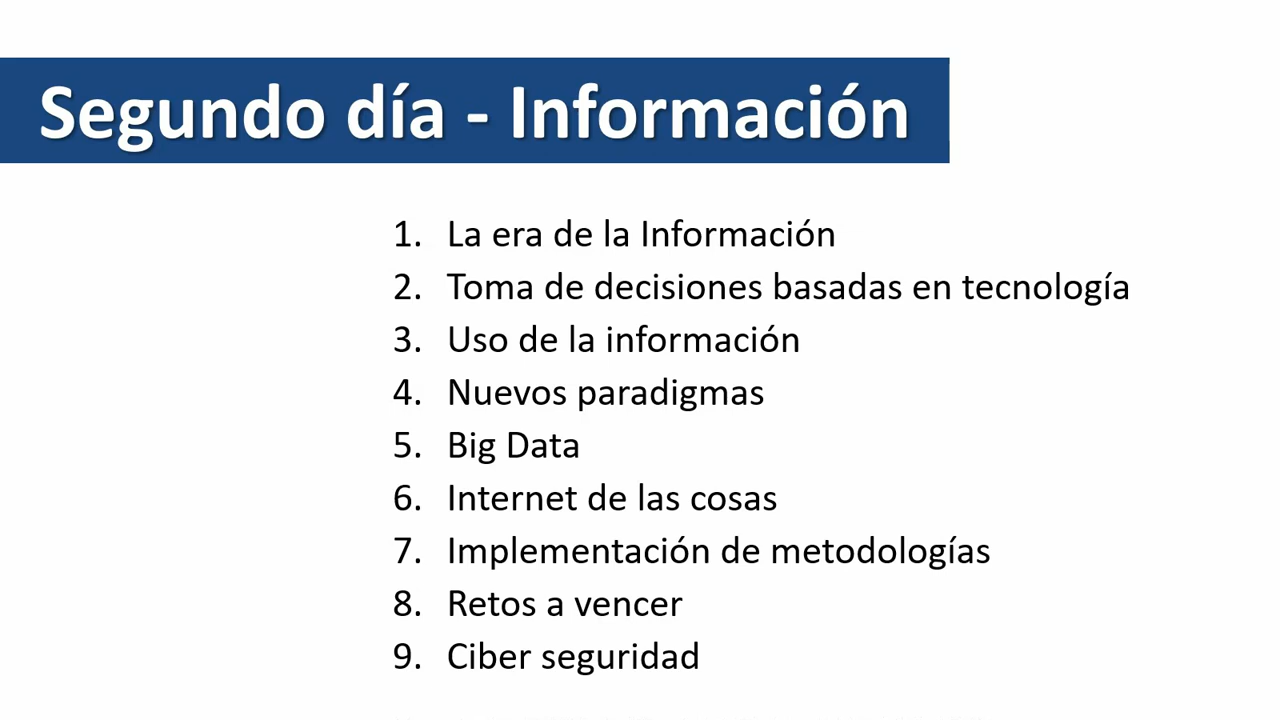 Segundo día - Información
1. La era de la Información
2. Toma de decisiones basadas en tecnología
3. Uso de la información
4. Nuevos paradigmas
5. Big Data
6. Internet de las cosas
7. Implementación de metodologías
8. Retos a vencer
9. Ciber seguridad